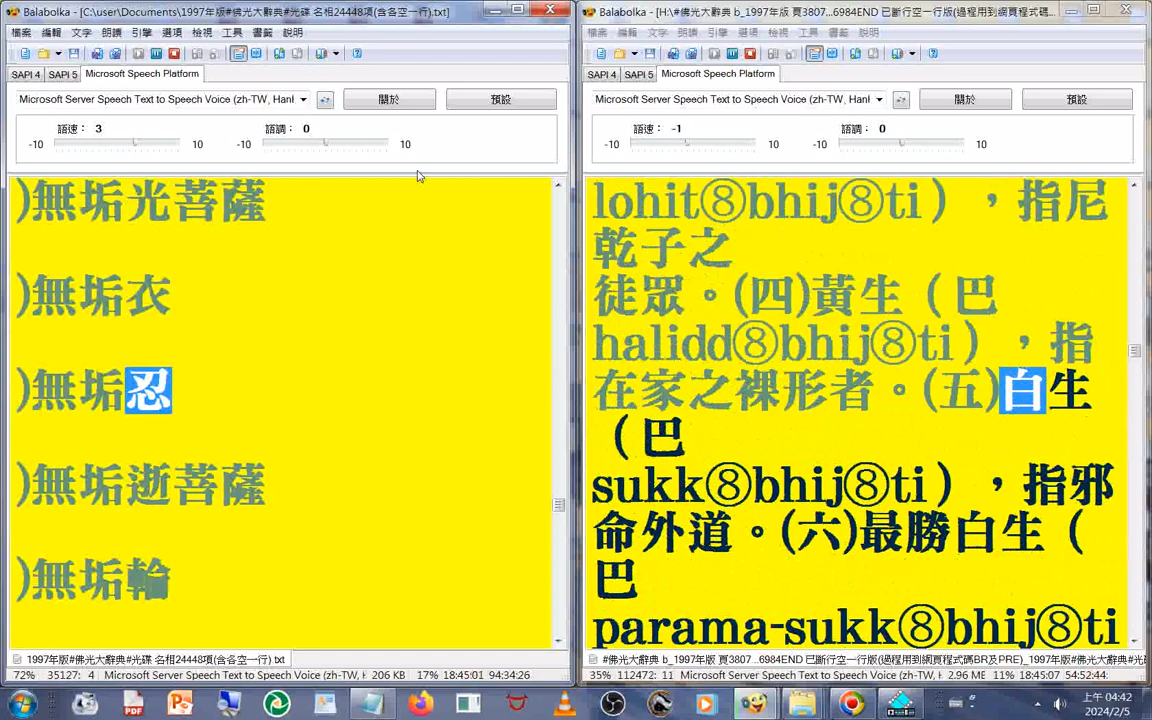 Balabolka - [C:\user\Documents\1997年版#佛光大辭典#光碟 名相24448項(含各空一行).txt]
檔案 編輯 文字 朗讀 引擎 選項 檢視 工具 書籤 說明
SAPI 4 SAPI 5 Microsoft Speech Platform
Microsoft Server Speech Text to Speech Voice (zh-TW, Hanl
關於 預設
語速： 3 語調： 0
-10 10 -10 10
)無垢光菩薩
)無垢衣
)無垢忍
)無垢逝菩薩
)無垢輪
1997年版#佛光大辭典#光碟 名相24448項(含各空一行).txt
72% 35127: 4 Microsoft Server Speech Text to Speech Voice (zh-TW, H 206 KB 17% 18:45:01 94:34:26
Balabolka - [H:\#佛光大辭典 b_1997年版 頁3807...6984END 已斷行空一行版(過程用到網頁程式碼
檔案 編輯 文字 朗讀 引擎 選項 檢視 工具 書籤 說明
SAPI 4 SAPI 5 Microsoft Speech Platform
Microsoft Server Speech Text to Speech Voice (zh-TW, Hanl
關於 預設
語速： -1 語調： 0
-10 10 -10 10
lohit⑧bhij⑧ti），指尼
乾子之
徒眾。(四)黃生（巴
halidd⑧bhij⑧ti），指
在家之裸形者。(五)白生
（巴
sukk⑧bhij⑧ti），指邪
命外道。(六)最勝白生（
巴
parama-sukk⑧bhij⑧ti
#佛光大辭典 b_1997年版 頁3807...6984END 已斷行空一行版(過程用到網頁程式碼BR及PRE)_1997年版#光
35% 112472: 11 Microsoft Server Speech Text to Speech Voice (zh-TW, H 2.96 ME 11% 18:45:07 54:52:44
上午 04:42
2024/2/5